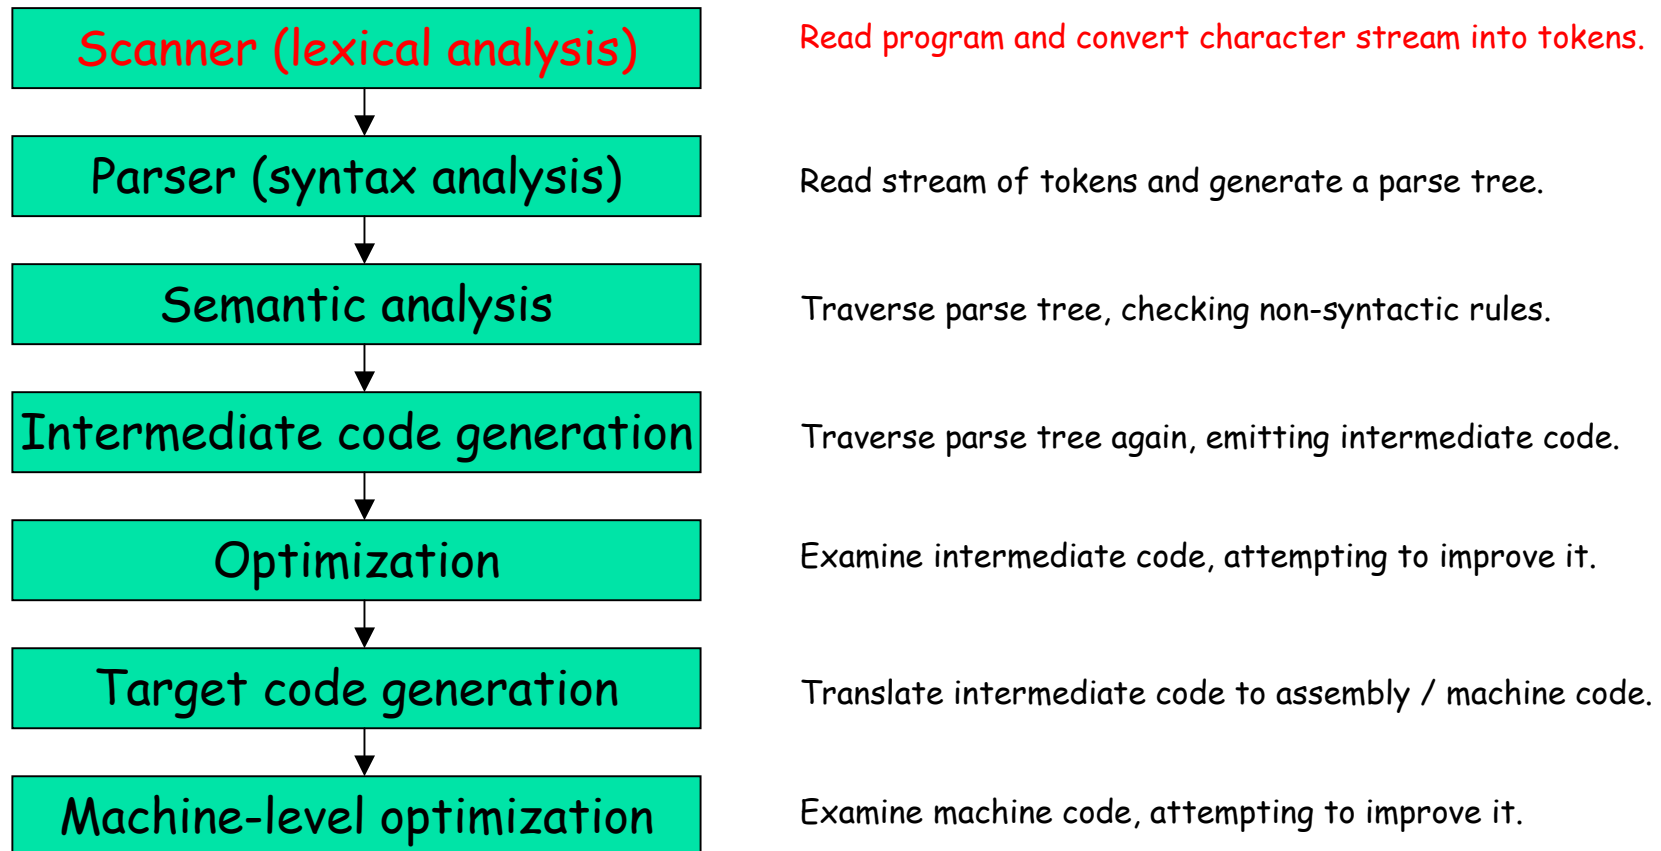 Scanner (lexical analysis)
Read program and convert character stream into tokens.
Parser (syntax analysis)
Read stream of tokens and generate a parse tree.
Semantic analysis
Traverse parse tree, checking non-syntactic rules.
Intermediate code generation
Traverse parse tree again, emitting intermediate code.
Optimization
Examine intermediate code, attempting to improve it.
Target code generation
Translate intermediate code to assembly / machine code.
Machine-level optimization
Examine machine code, attempting to improve it.